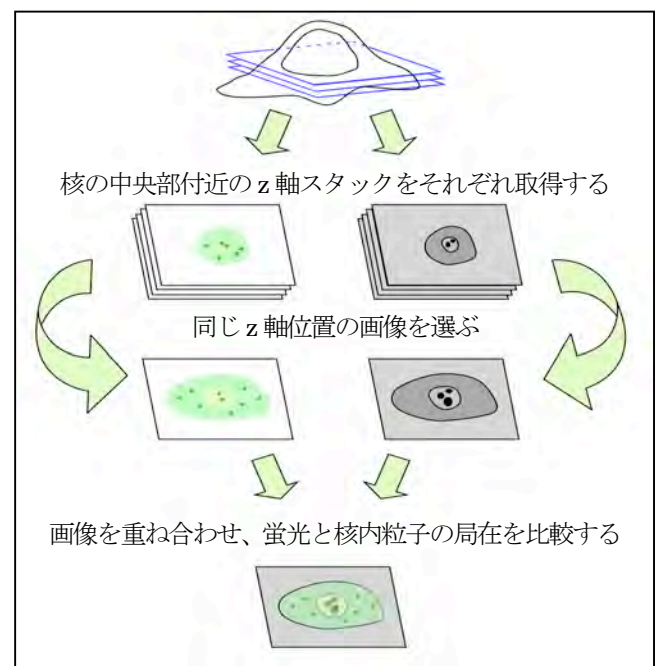 核の中央部付近の z 軸スタックをそれぞれ取得する
同じ z 軸位置の画像を選ぶ
画像を重ね合わせ、蛍光と核内粒子の局在を比較する